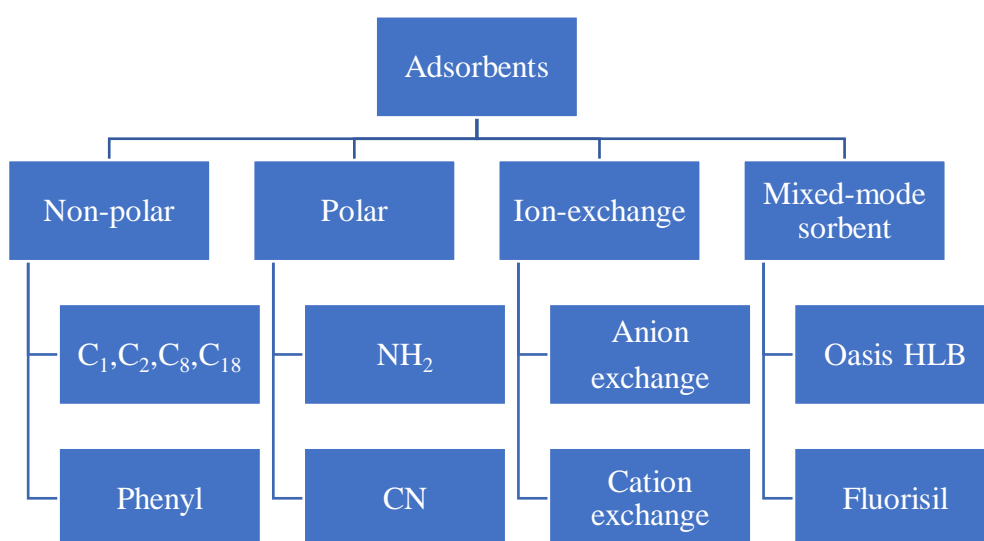 Adsorbents
Non-polar
Polar
Ion-exchange
Mixed-mode
sorbent
C₁,C₂,C₈,C₁₈
NH₂
Anion
exchange
Oasis HLB
Phenyl
CN
Cation
exchange
Fluorisil